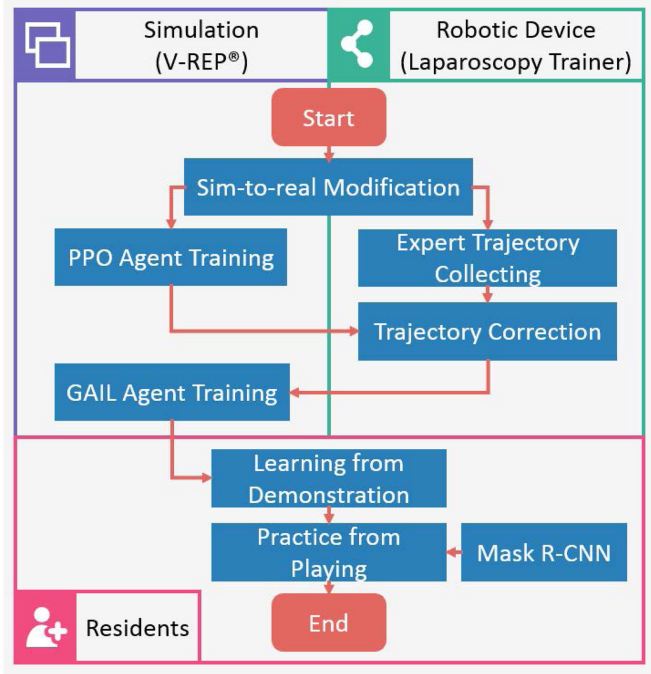 Simulation
(V-REP®)
Robotic Device
(Laparoscopy Trainer)
Start
Sim-to-real Modification
PPO Agent Training
Expert Trajectory
Collecting
Trajectory Correction
GAIL Agent Training
Learning from
Demonstration
Practice from
Playing
Mask R-CNN
End
Residents